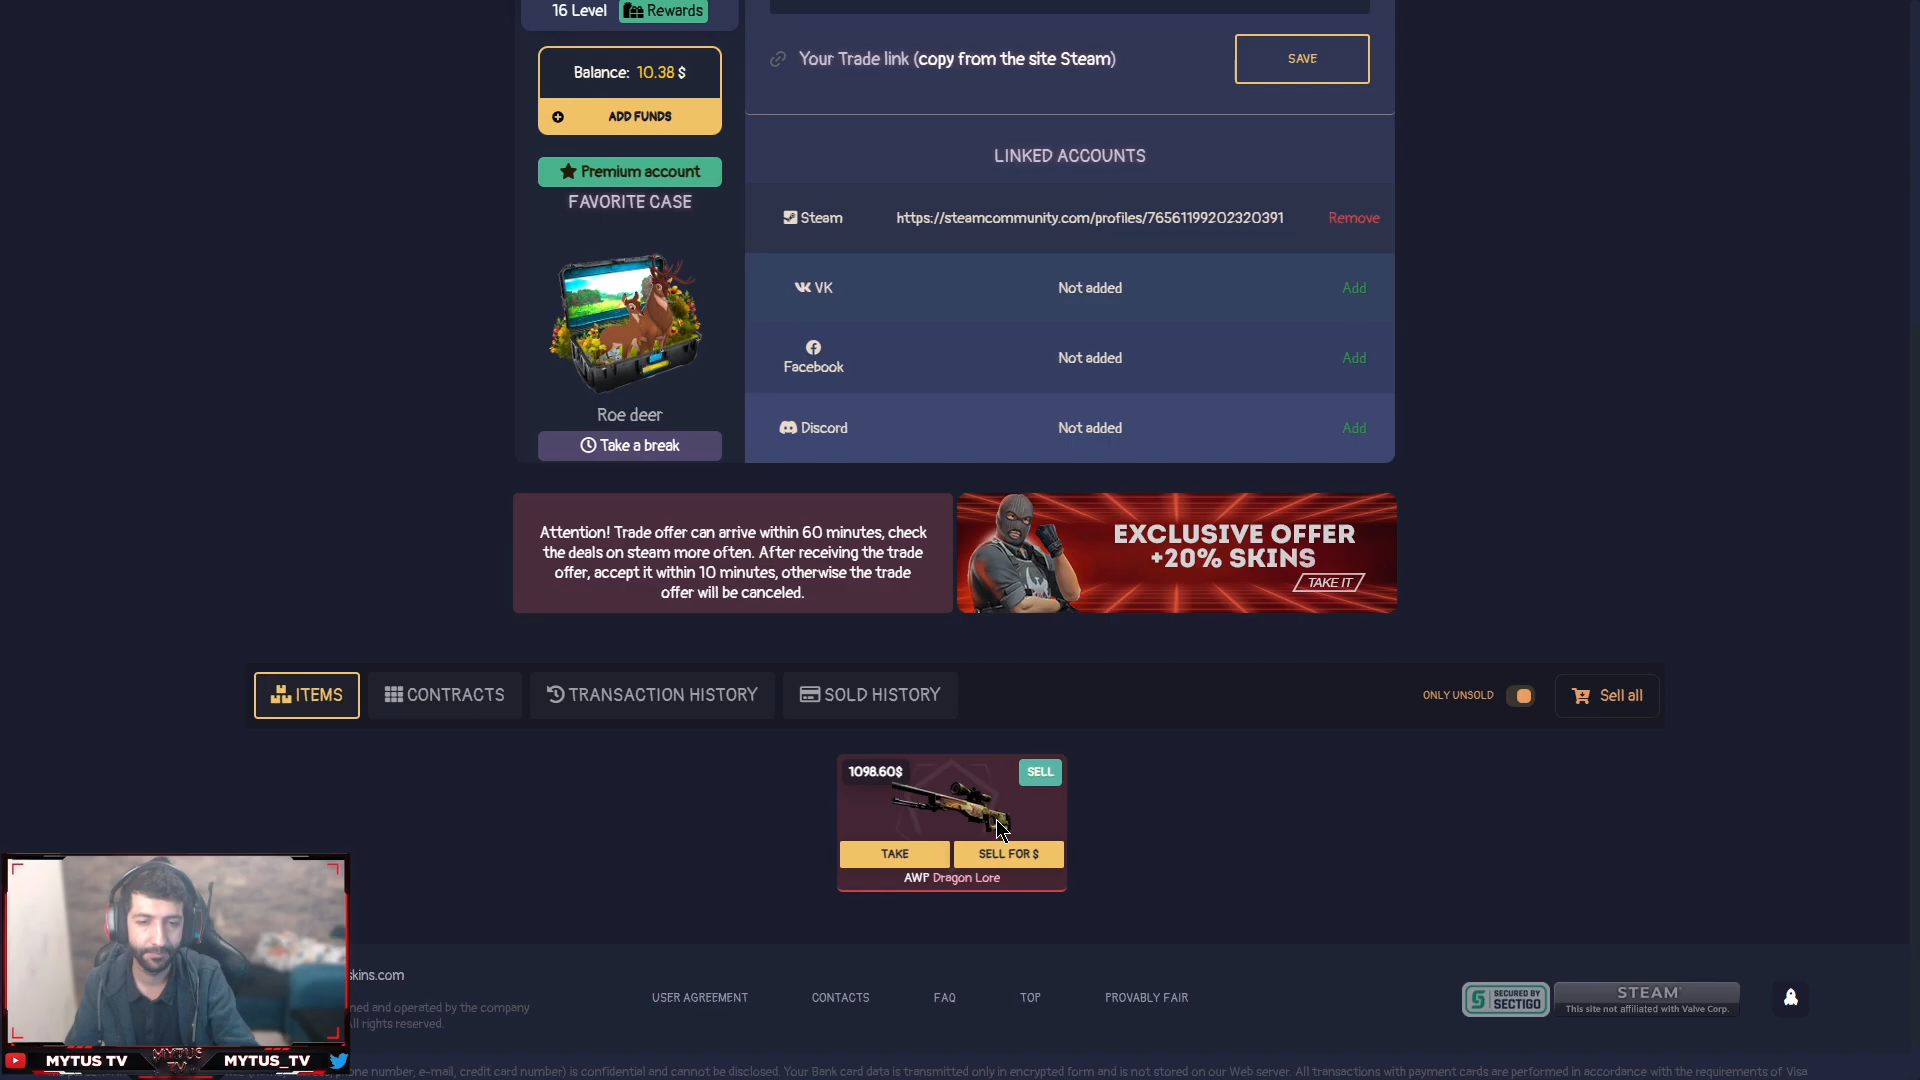 16 Level
Rewards
Balance: 10.38 $
ADD FUNDS
Premium account
FAVORITE CASE
Roe deer
Take a break
Your Trade link (copy from the site Steam)
SAVE
LINKED ACCOUNTS
Steam
https://steamcommunity.com/profiles/76561199202320391
Remove
VK
Not added
Add
Facebook
Not added
Add
Discord
Not added
Add
Attention! Trade offer can arrive within 60 minutes, check
the deals on steam more often. After receiving the trade
offer, accept it within 10 minutes, otherwise the trade
offer will be canceled.
EXCLUSIVE OFFER
+20% SKINS
TAKE IT
ITEMS
CONTRACTS
TRANSACTION HISTORY
SOLD HISTORY
ONLY UNSOLD
Sell all
1098.60$
SELL
TAKE
SELL FOR $
AWP Dragon Lore
skins.com
ned and operated by the company
All rights reserved.
USER AGREEMENT
CONTACTS
FAQ
TOP
PROVABLY FAIR
SECURED BY
SECTIGO
STEAM
This site not affiliated with Valve Corp.
MYTUS TV
MYTUS TV
MYTUS_TV
phone number, e-mail, credit card number) is confidential and cannot be disclosed. Your Bank card data is transmitted only in encrypted form and is not stored on our Web server. All transactions with payment cards are performed in accordance with the requirements of Visa